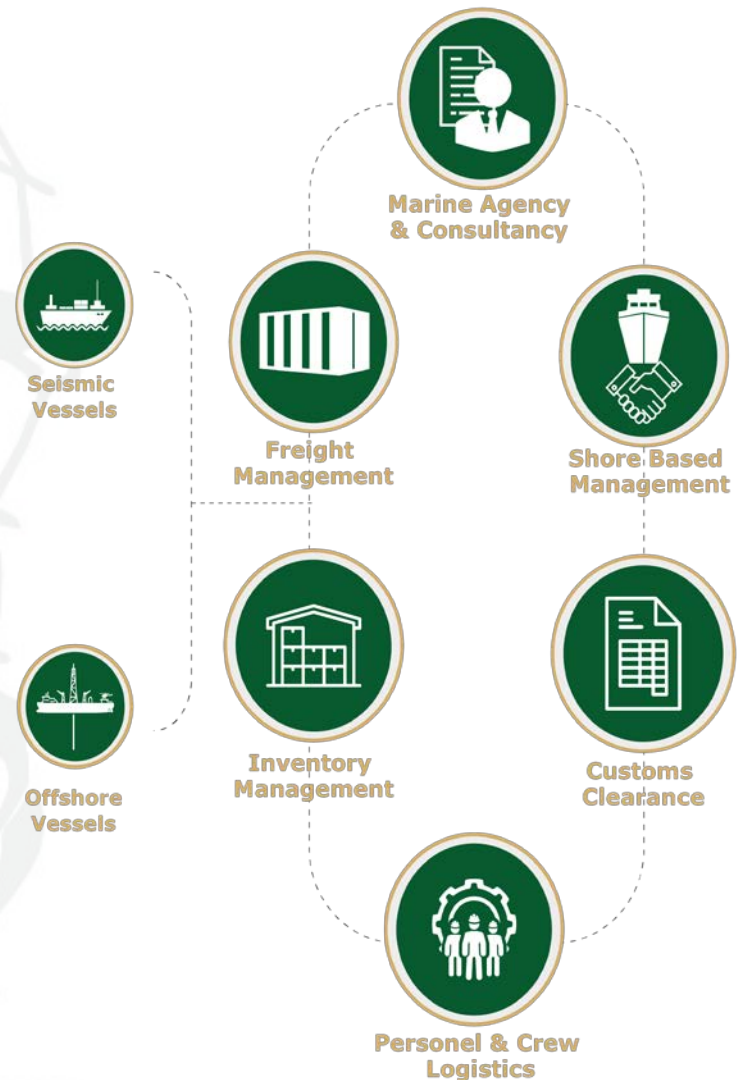 Marine Agency
& Consultancy
Seismic
Vessels
Freight
Management
Shore Based
Management
Offshore
Vessels
Inventory
Management
Customs
Clearance
Personel & Crew
Logistics